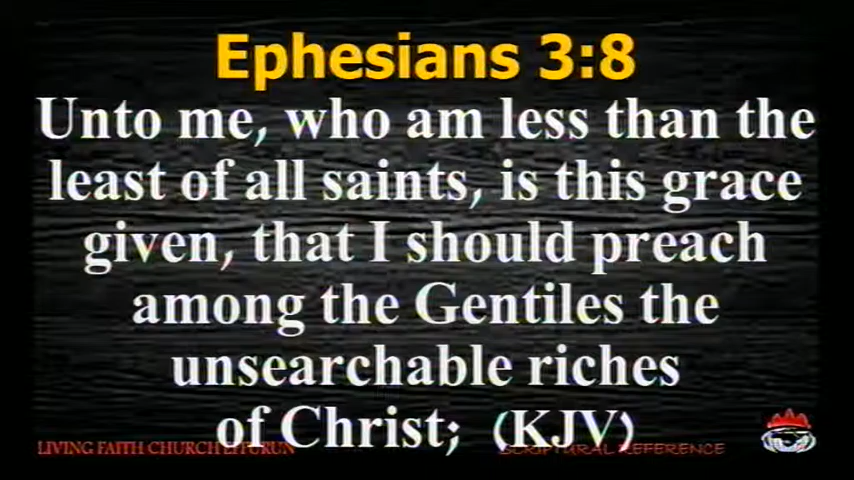 Ephesians 3:8
Unto me, who am less than the
least of all saints, is this grace
given, that I should preach
among the Gentiles the
unsearchable riches
of Christ; (KJV)
LIVING FAITH CHURCH EFURUN
SCRIPTURAL REFERENCE